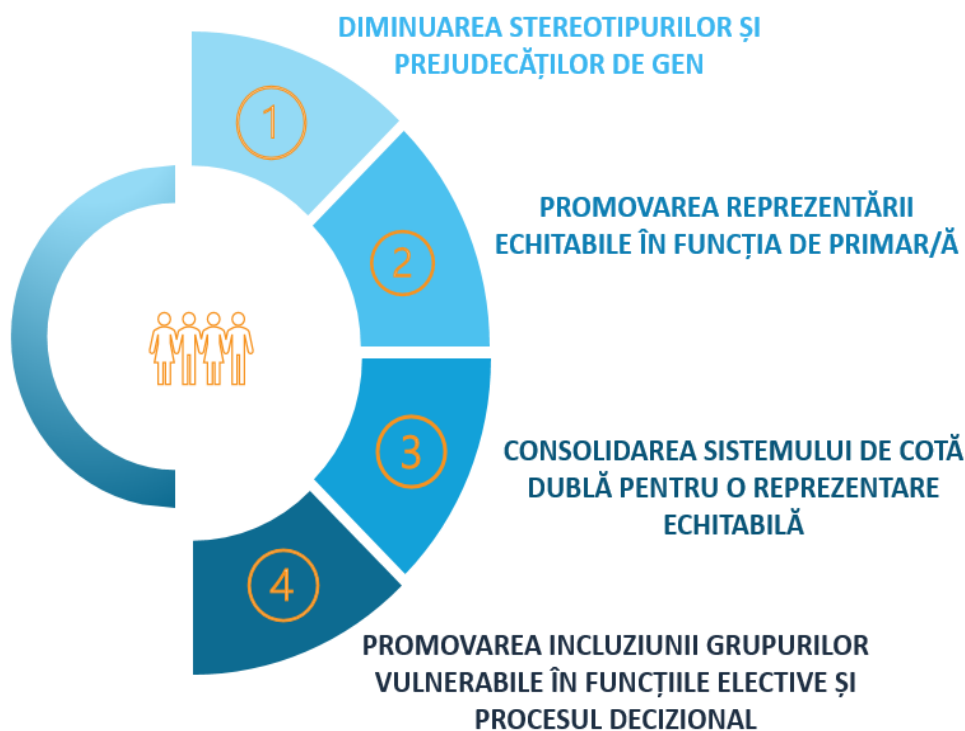 DIMINUAREA STEREOTIPURILOR ȘI
PREJUDECĂȚILOR DE GEN
1
PROMOVAREA REPREZENTĂRII
ECHITABILE ÎN FUNCȚIA DE PRIMAR/Ă
2
CONSOLIDAREA SISTEMULUI DE COTĂ
DUBLĂ PENTRU O REPREZENTARE
ECHITABILĂ
3
4
PROMOVAREA INCLUZIUNII GRUPURILOR
VULNERABILE ÎN FUNCȚIILE ELECTIVE ȘI
PROCESUL DECIZIONAL